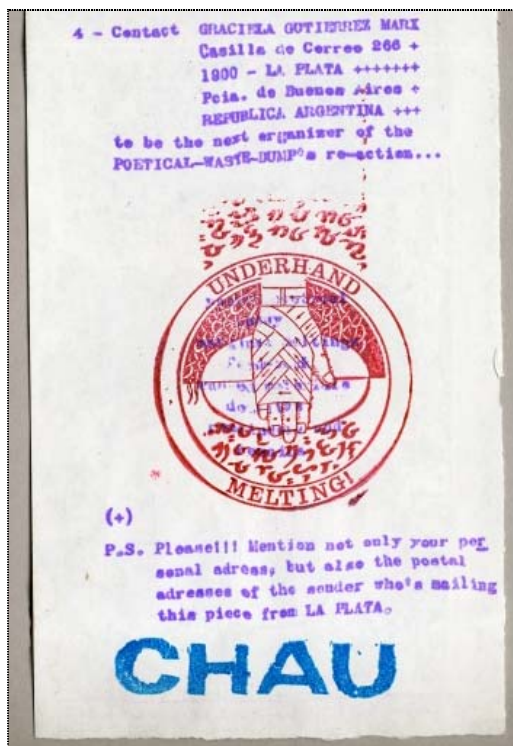 4 - Contact GRACIELA GUTIERREZ MARX
Casilla de Correo 266 +
1900 - LA PLATA +++++++
Pcia. de Buenos Aires +
REPUBLICA ARGENTINA +++
to be the next organizer of the
POETICAL-WASTE-DUMP's re-action...
UNDERHAND
MELTING!
(+)
P.S. Please!!! Mention not only your per
sonal adress, but also the postal
adresses of the sender who's mailing
this piece from LA PLATA.
CHAU